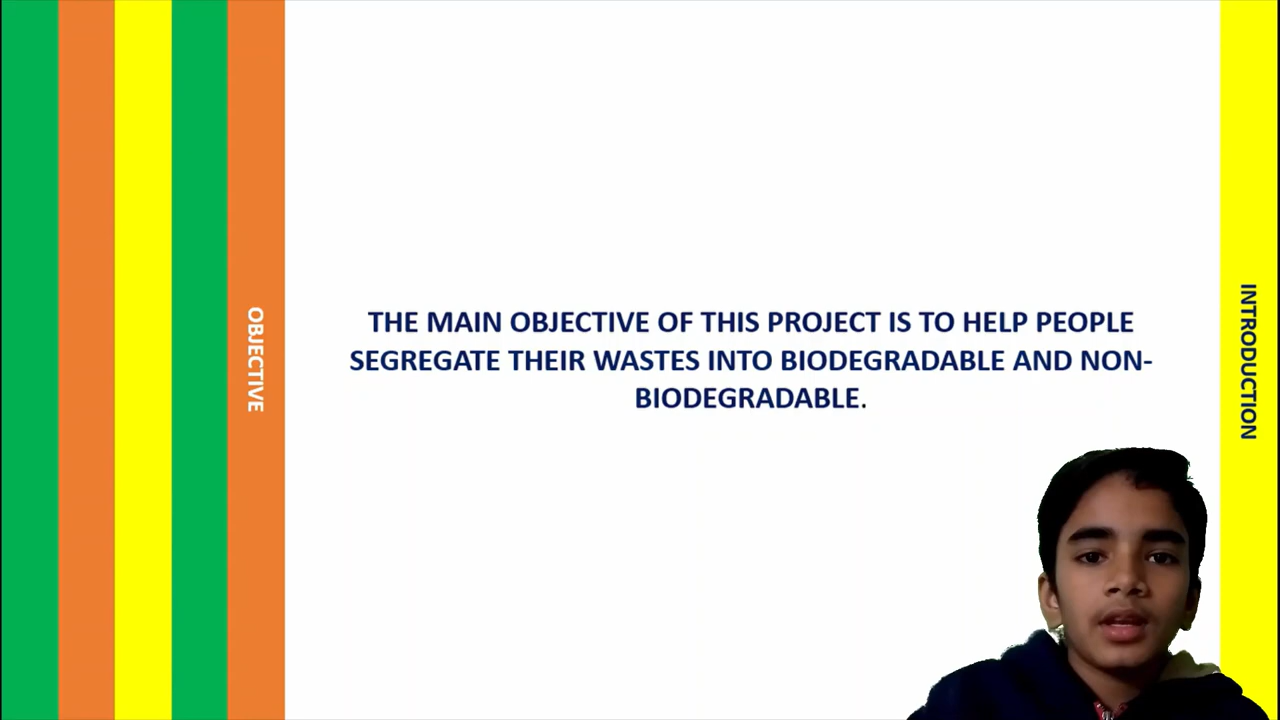 OBJECTIVE
THE MAIN OBJECTIVE OF THIS PROJECT IS TO HELP PEOPLE
SEGREGATE THEIR WASTES INTO BIODEGRADABLE AND NON-
BIODEGRADABLE.
INTRODUCTION